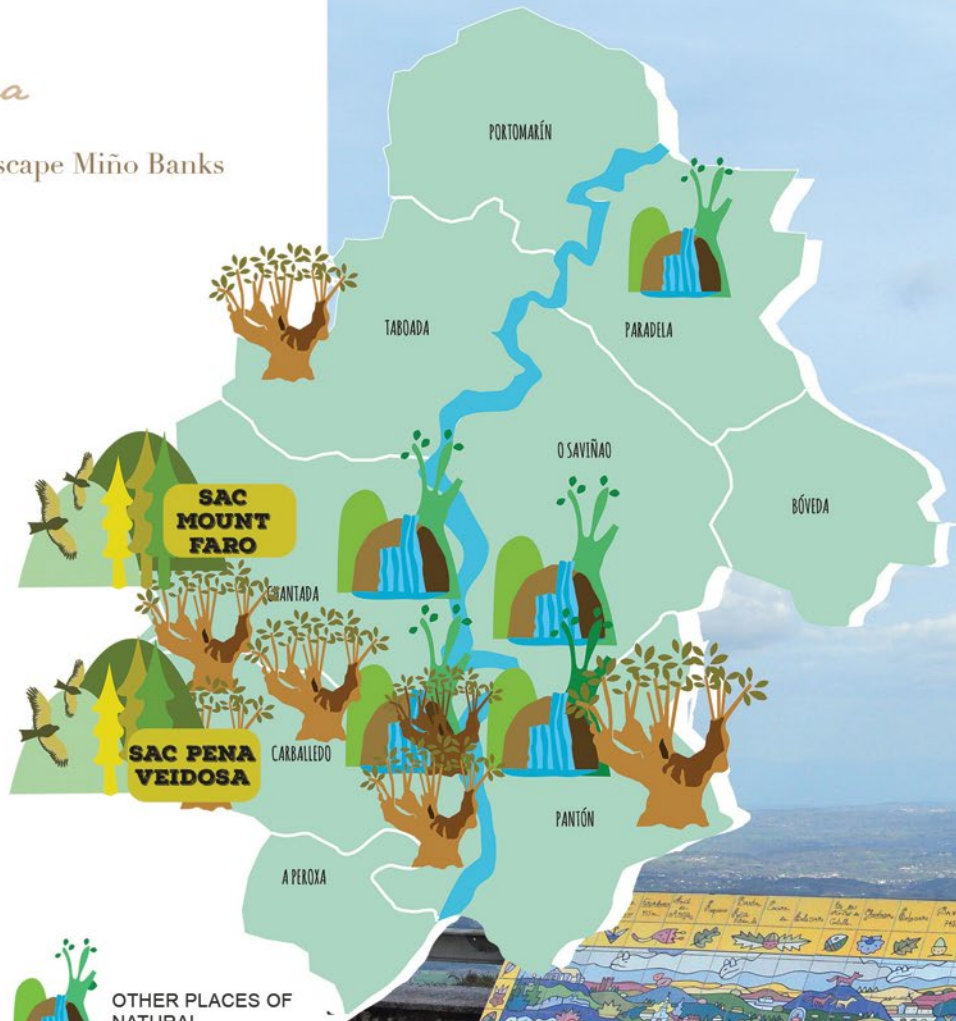 a
scape Miño Banks
PORTOMARÍN
TABOADA
PARADELA
O SAVIÑAO
BÓVEDA
SAC
MOUNT
FARO
CHANTADA
SAC PENA
VEIDOSA
CARBALLEDO
PANTÓN
A PEROXA
OTHER PLACES OF
NATURAL